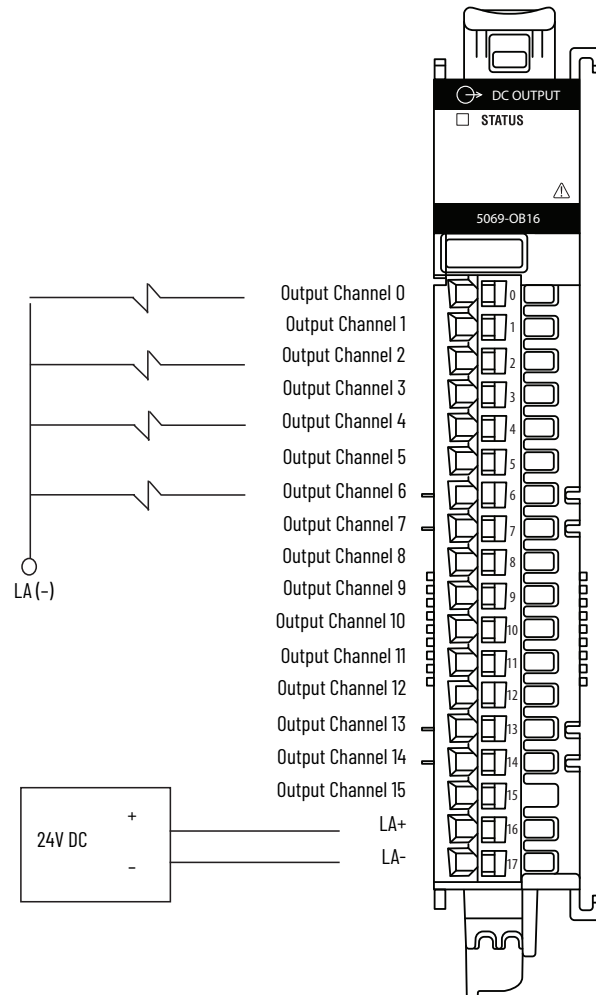 DC OUTPUT
STATUS
5069-OB16
Output Channel 0
0
Output Channel 1
1
Output Channel 2
2
Output Channel 3
3
Output Channel 4
4
Output Channel 5
5
Output Channel 6
6
Output Channel 7
7
Output Channel 8
8
Output Channel 9
9
Output Channel 10
10
Output Channel 11
11
Output Channel 12
12
Output Channel 13
13
Output Channel 14
14
Output Channel 15
15
LA+
16
LA-
17
LA (-)
24V DC
+
-